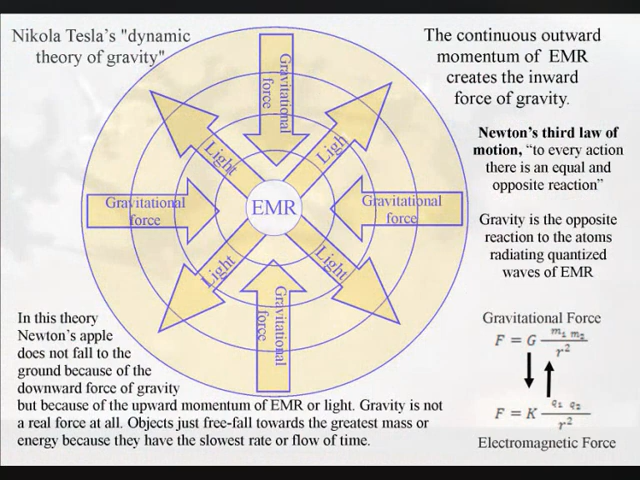 Nikola Tesla's "dynamic
theory of gravity"
The continuous outward
momentum of EMR
creates the inward
force of gravity.
Newton's third law of
motion, "to every action
there is an equal and
opposite reaction"
Gravity is the opposite
reaction to the atoms
radiating quantized
waves of EMR
Gravitational
force
Light
Ligh
Gravitational
force
EMR
Gravitational
force
Light
Light
Gravitational
force
Gravitational Force
F = G m₁ m₂ / r²
F = K q₁ q₂ / r²
Electromagnetic Force
In this theory
Newton's apple
does not fall to the
ground because of the
downward force of gravity
but because of the upward momentum of EMR or light. Gravity is not
a real force at all. Objects just free-fall towards the greatest mass or
energy because they have the slowest rate or flow of time.